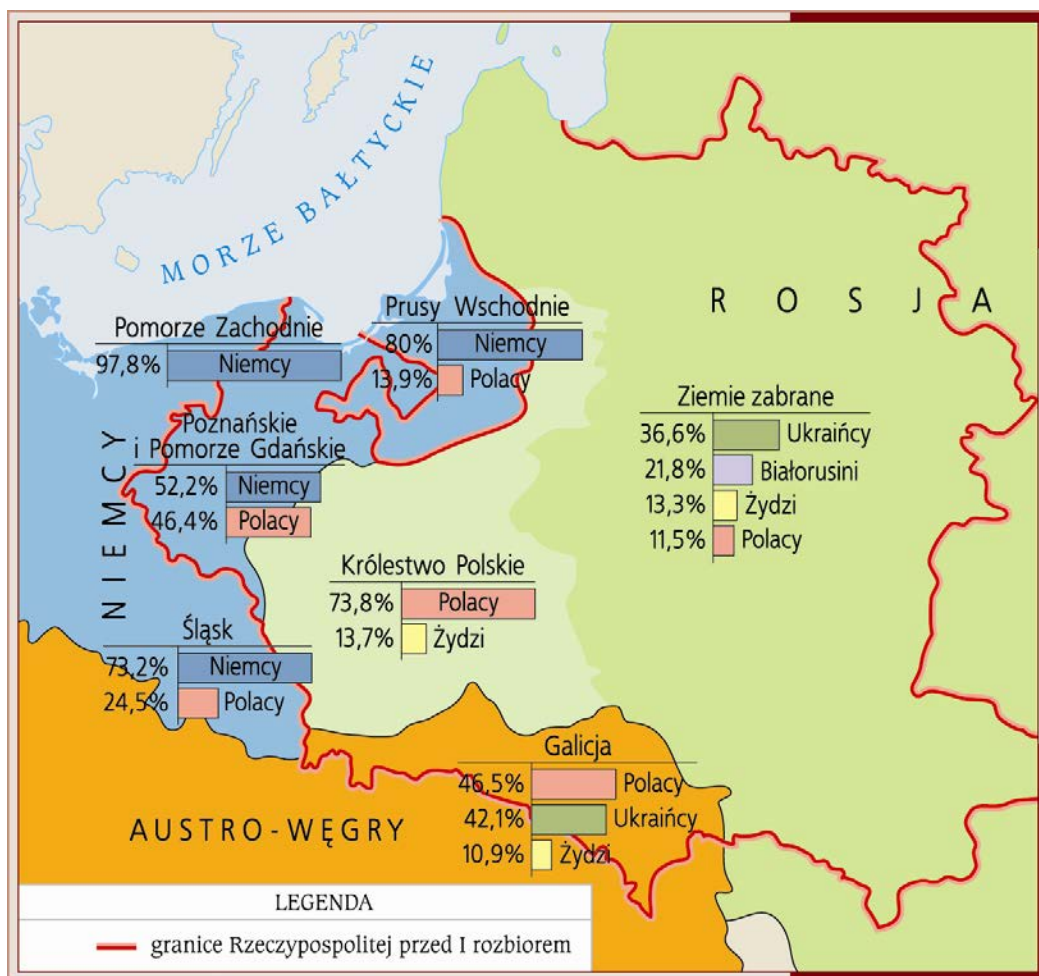 MORZE BAŁTYCKIE
ROSJA
NIEMCY
AUSTRO-WĘGRY
Pomorze Zachodnie
97,8% Niemcy
Prusy Wschodnie
80% Niemcy
13,9% Polacy
Poznańskie
i Pomorze Gdańskie
52,2% Niemcy
46,4% Polacy
Ziemie zabrane
36,6% Ukraińcy
21,8% Białorusini
13,3% Żydzi
11,5% Polacy
Królestwo Polskie
73,8% Polacy
13,7% Żydzi
Śląsk
73,2% Niemcy
24,5% Polacy
Galicja
46,5% Polacy
42,1% Ukraińcy
10,9% Żydzi
LEGENDA
granice Rzeczypospolitej przed I rozbiorem